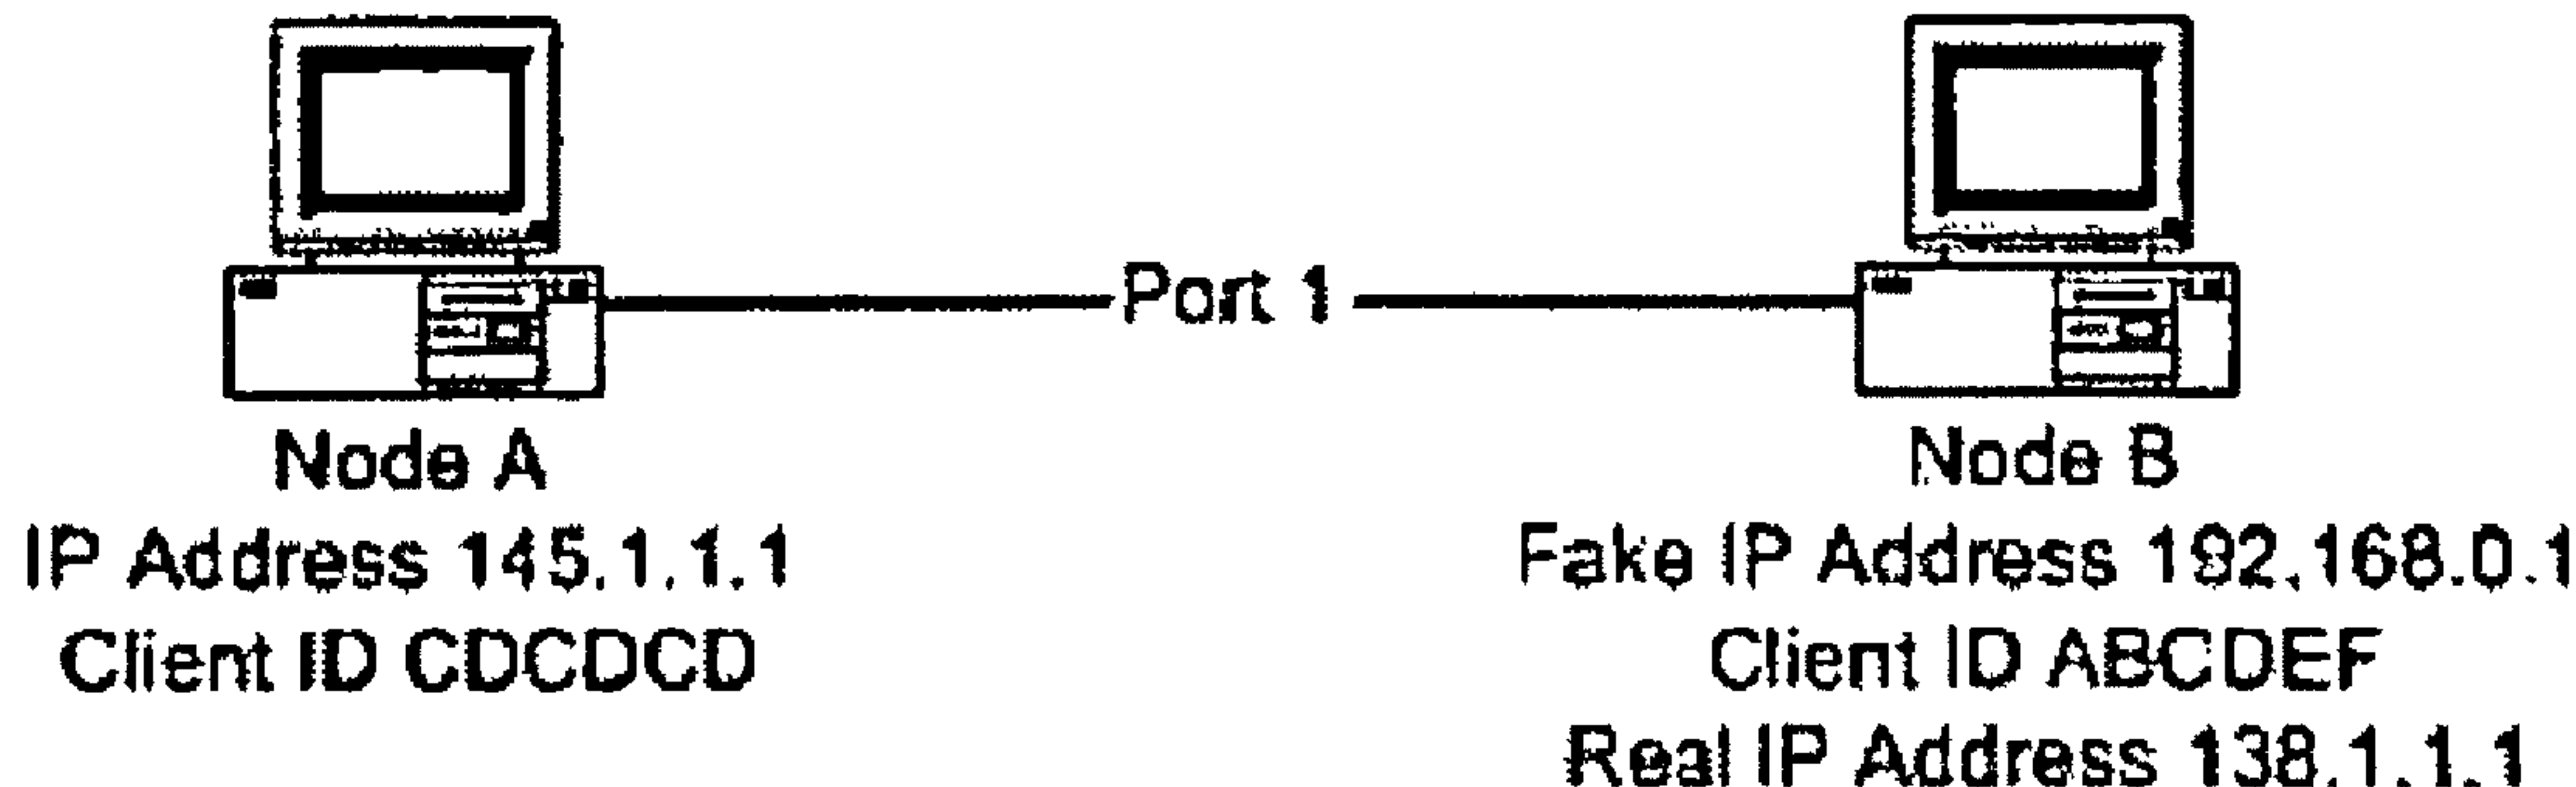 Port 1
Node A
IP Address 145.1.1.1
Client ID CDCDCD
Node B
Fake IP Address 192.168.0.1
Client ID ABCDEF
Real IP Address 138.1.1.1